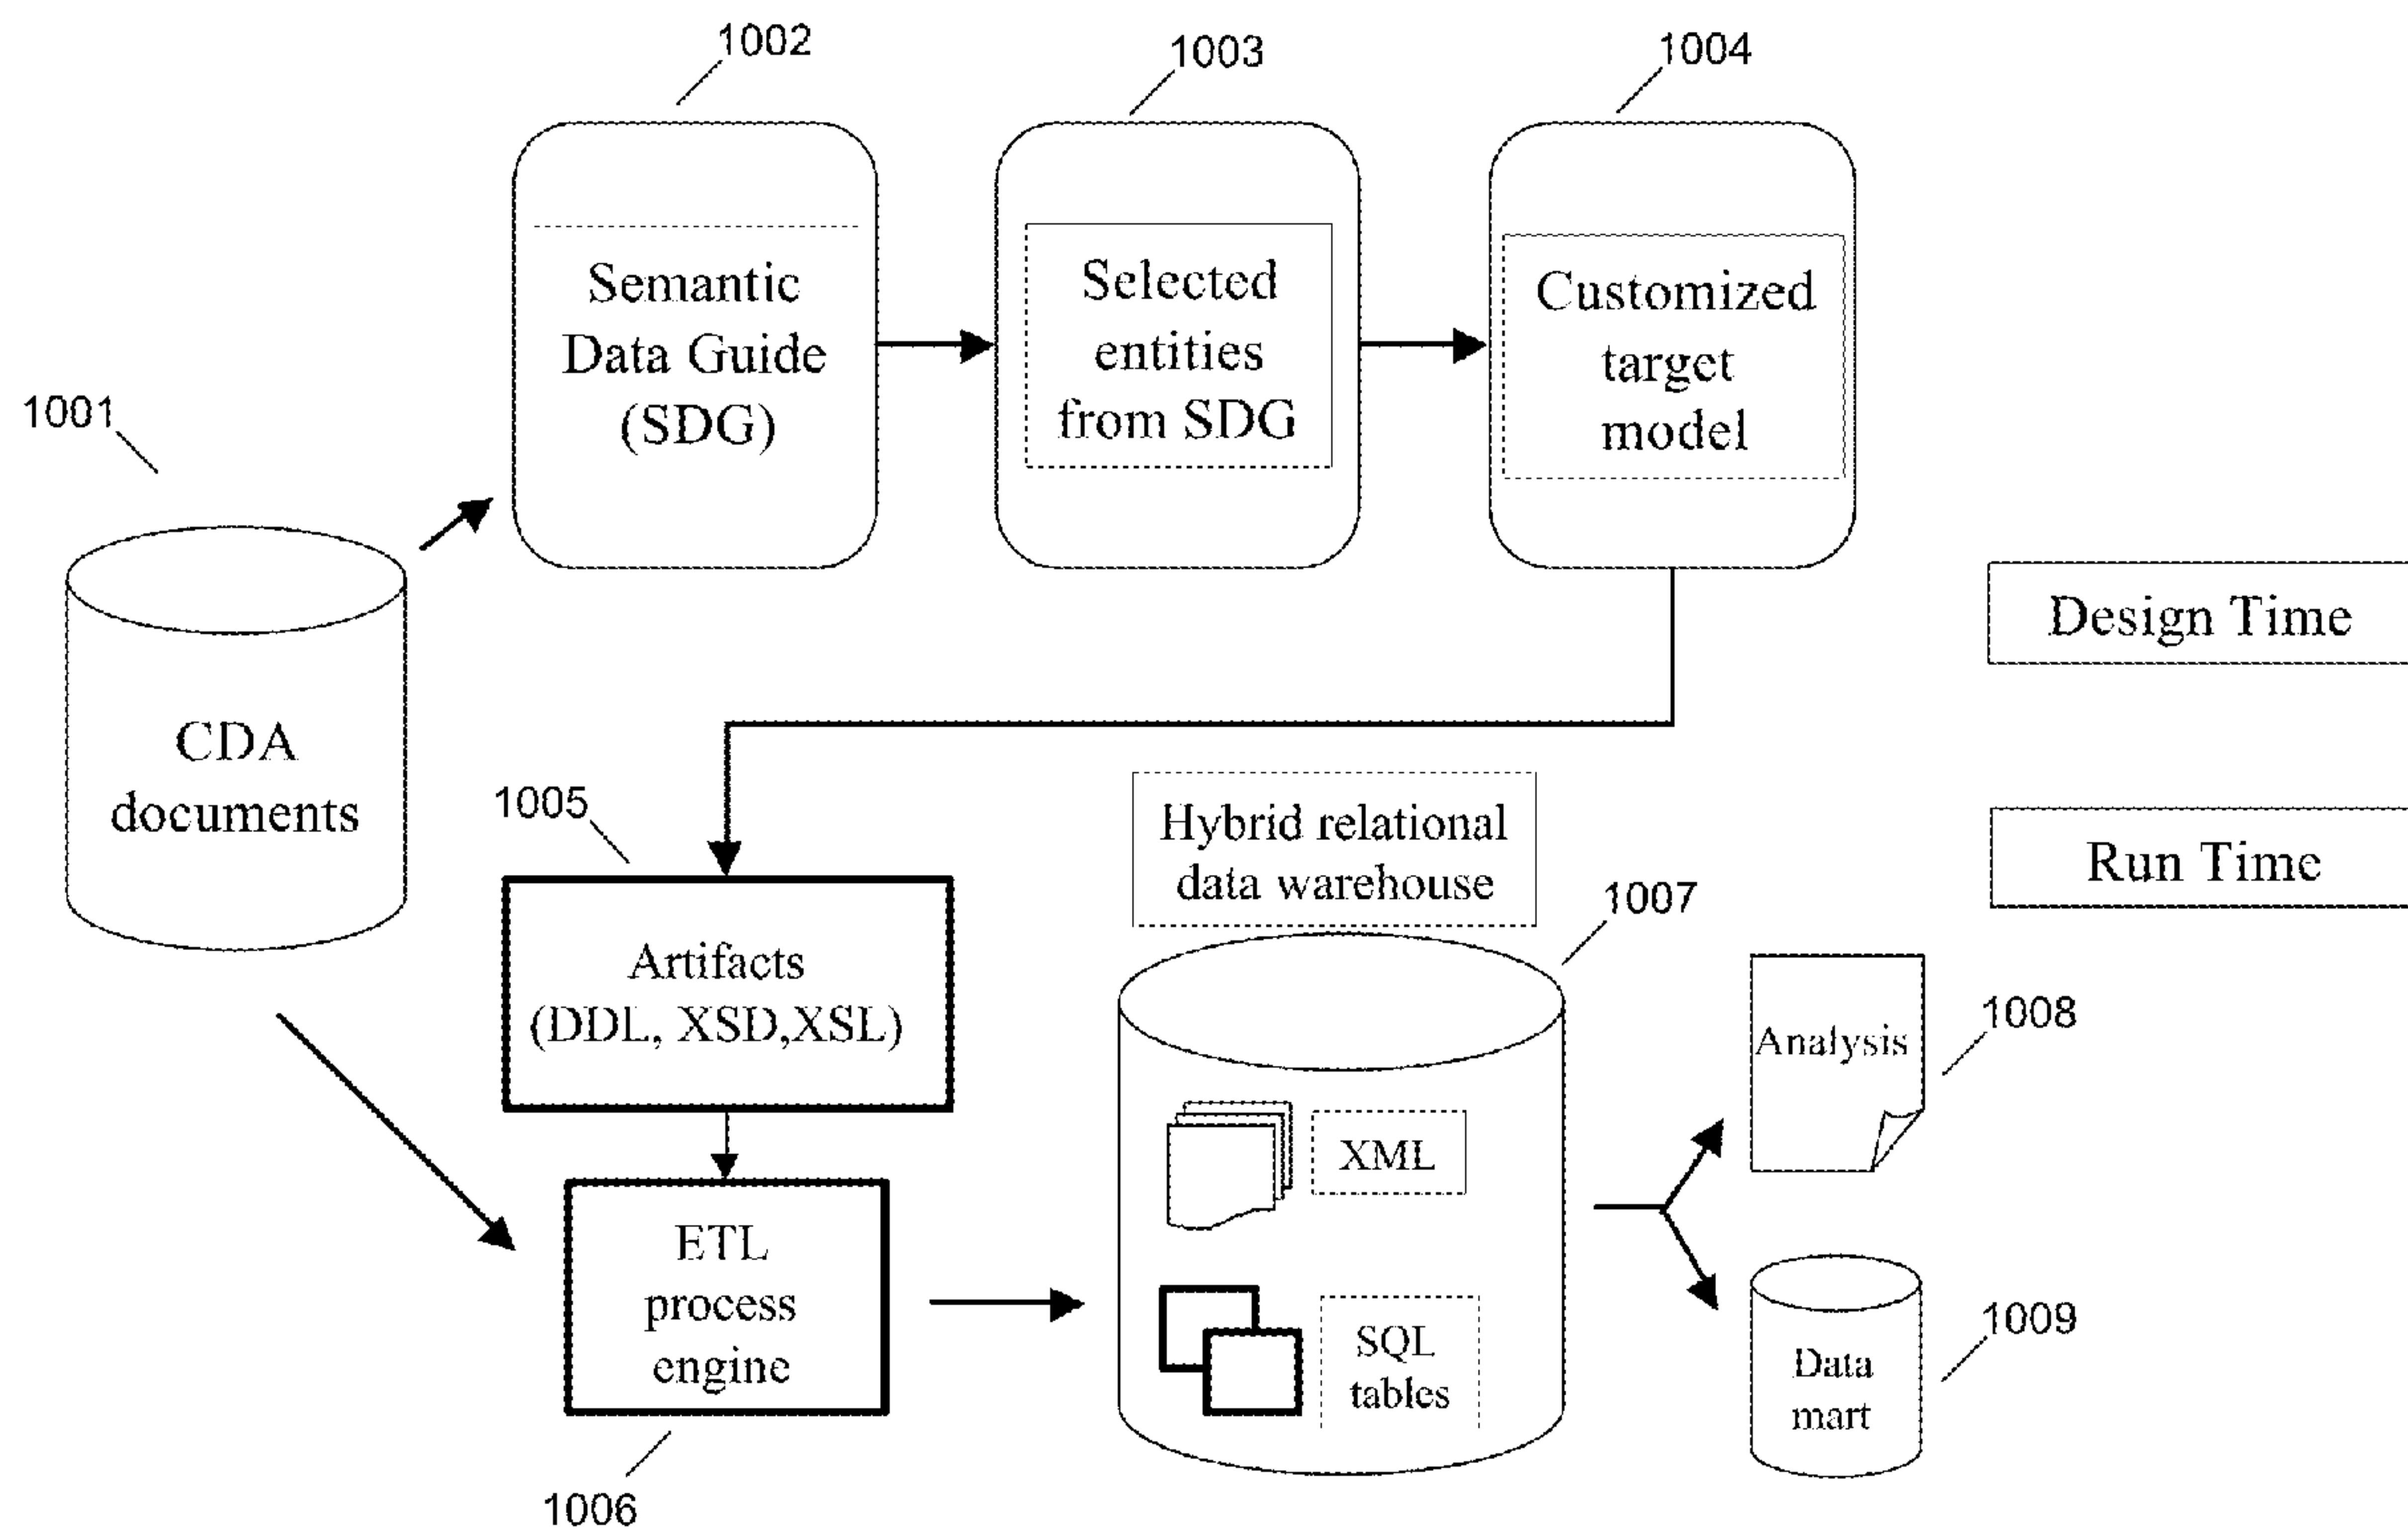 1002
1003
1004
Semantic
Data Guide
(SDG)
Selected
entities
from SDG
Customized
target
model
1001
CDA
documents
Design Time
Run Time
1005
Artifacts
(DDL, XSD,XSL)
Hybrid relational
data warehouse
1007
XML
SQL
tables
ETL
process
engine
1006
Analysis
1008
Data
mart
1009